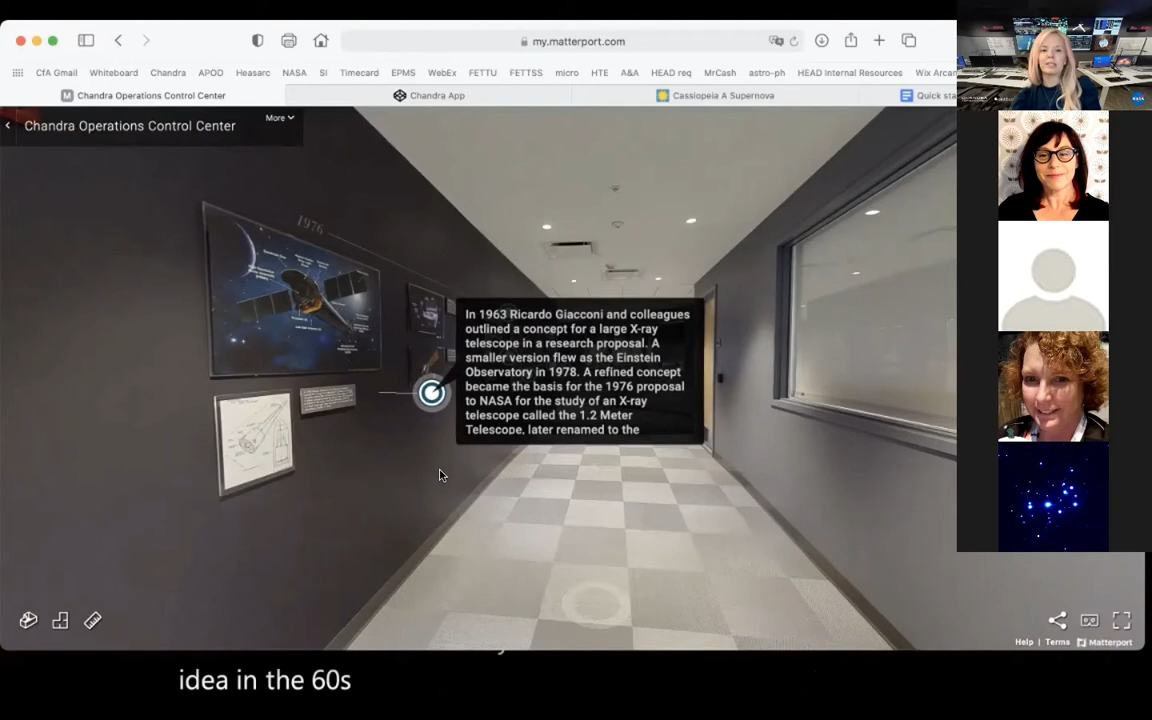 my.matterport.com
CfA Gmail Whiteboard Chandra APOD Heasarc NASA SI Timecard EPMS WebEx FETTU FETTSS micro HTE A&A HEAD req MrCash astro-ph HEAD Internal Resources Wix Arcan
Chandra Operations Control Center
Chandra App
Cassiopeia A Supernova
Quick sta
Chandra Operations Control Center
More
1976
In 1963 Ricardo Giacconi and colleagues
outlined a concept for a large X-ray
telescope in a research proposal. A
smaller version flew as the Einstein
Observatory in 1978. A refined concept
became the basis for the 1976 proposal
to NASA for the study of an X-ray
telescope called the 1.2 Meter
Telescope, later renamed to the
Help | Terms Matterport
idea in the 60s